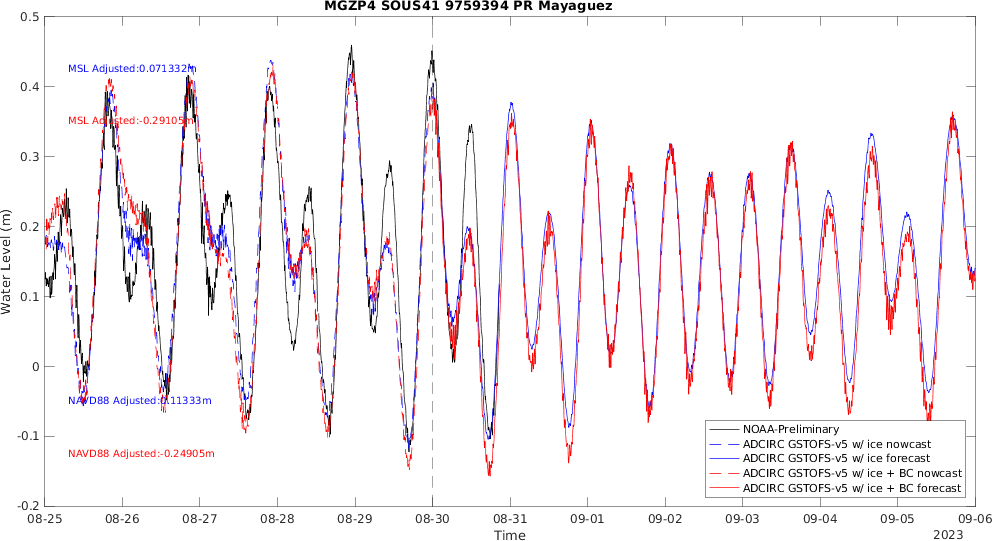 MGZP4 SOUS41 9759394 PR Mayaguez
0.5
0.4
0.3
0.2
0.1
0
-0.1
-0.2
Water Level (m)
MSL Adjusted:0.071332m
MSL Adjusted:-0.29105m
NAVD88 Adjusted:0.11333m
NAVD88 Adjusted:-0.24905m
NOAA-Preliminary
ADCIRC GSTOFS-v5 w/ ice nowcast
ADCIRC GSTOFS-v5 w/ ice forecast
ADCIRC GSTOFS-v5 w/ ice + BC nowcast
ADCIRC GSTOFS-v5 w/ ice + BC forecast
08-25 08-26 08-27 08-28 08-29 08-30 08-31 09-01 09-02 09-03 09-04 09-05 09-06
Time
2023